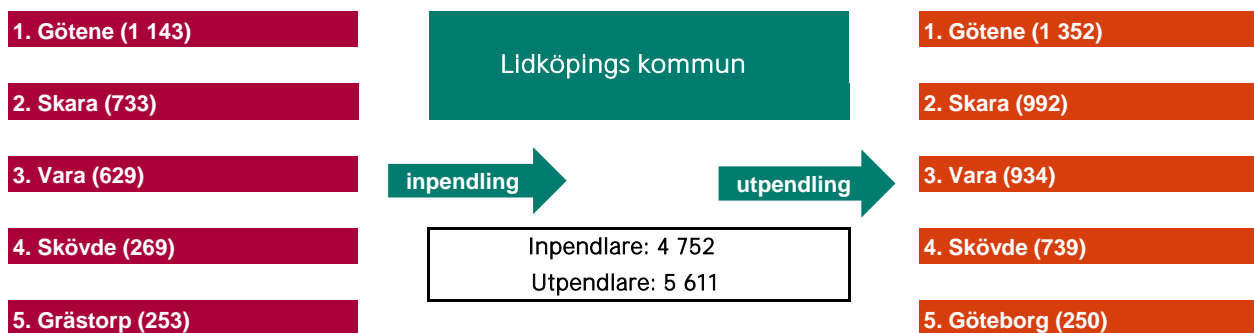 1. Götene (1 143)
2. Skara (733)
3. Vara (629)
4. Skövde (269)
5. Grästorp (253)
Lidköpings kommun
inpendling
utpendling
Inpendlare: 4 752
Utpendlare: 5 611
1. Götene (1 352)
2. Skara (992)
3. Vara (934)
4. Skövde (739)
5. Göteborg (250)